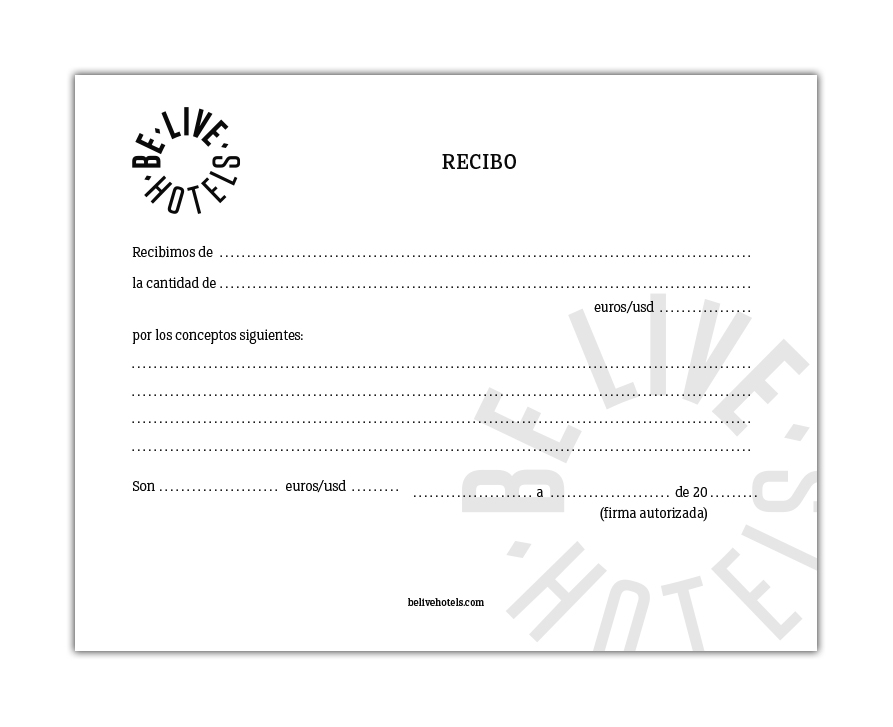 BE·LIVE·HOTELS·
RECIBO
Recibimos de ........................................................................................
la cantidad de ........................................................................................
euros/usd .................
por los conceptos siguientes:
........................................................................................................
........................................................................................................
........................................................................................................
........................................................................................................
Son ...................... euros/usd .........
...................... a ...................... de 20 .........
(firma autorizada)
belivehotels.com
BE·LIVE·HOTELS·